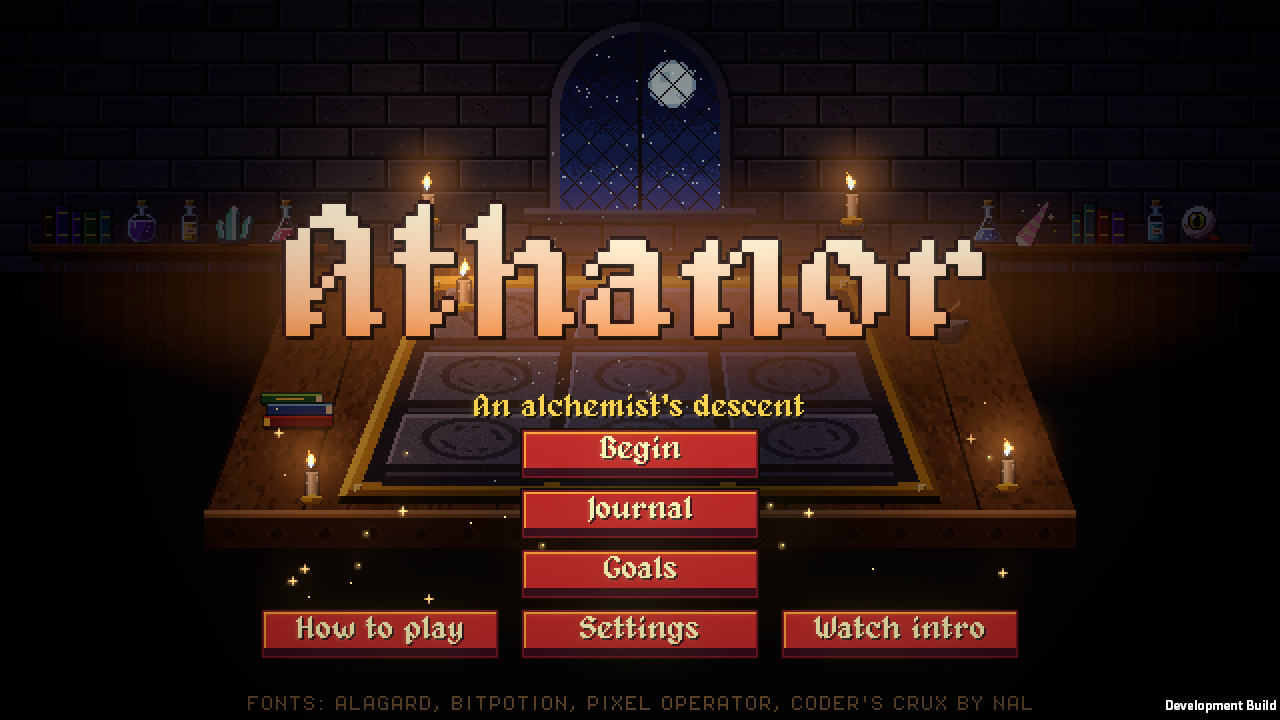 Athanor
An alchemist's descent
Begin
Journal
Goals
How to play
Settings
Watch intro
FONTS: ALAGARD, BITPOTION, PIXEL OPERATOR, CODER'S CRUX BY NAL
Development Build